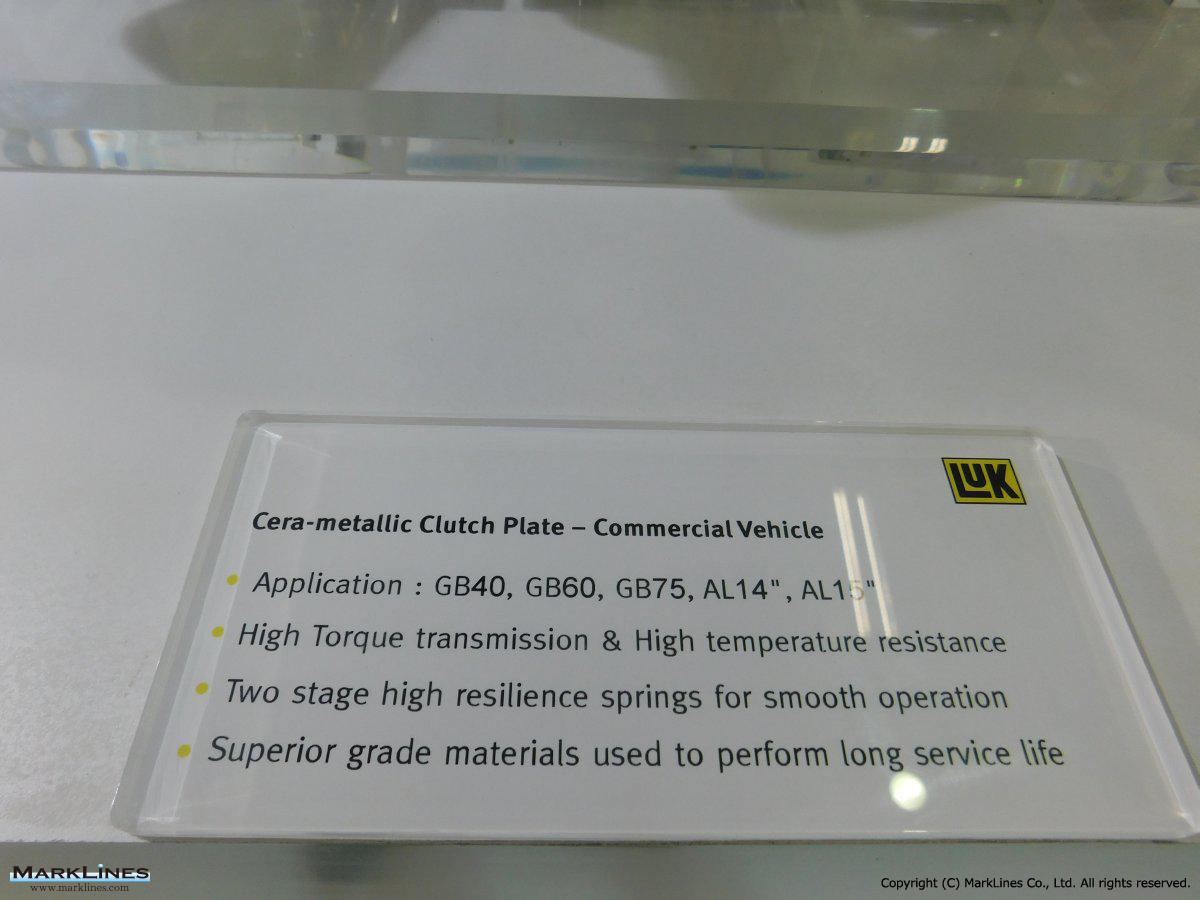 LUK
Cera-metallic Clutch Plate – Commercial Vehicle
• Application : GB40, GB60, GB75, AL14", AL15"
• High Torque transmission & High temperature resistance
• Two stage high resilience springs for smooth operation
• Superior grade materials used to perform long service life
MARKLINES
www.marklines.com
Copyright (C) MarkLines Co., Ltd. All rights reserved.